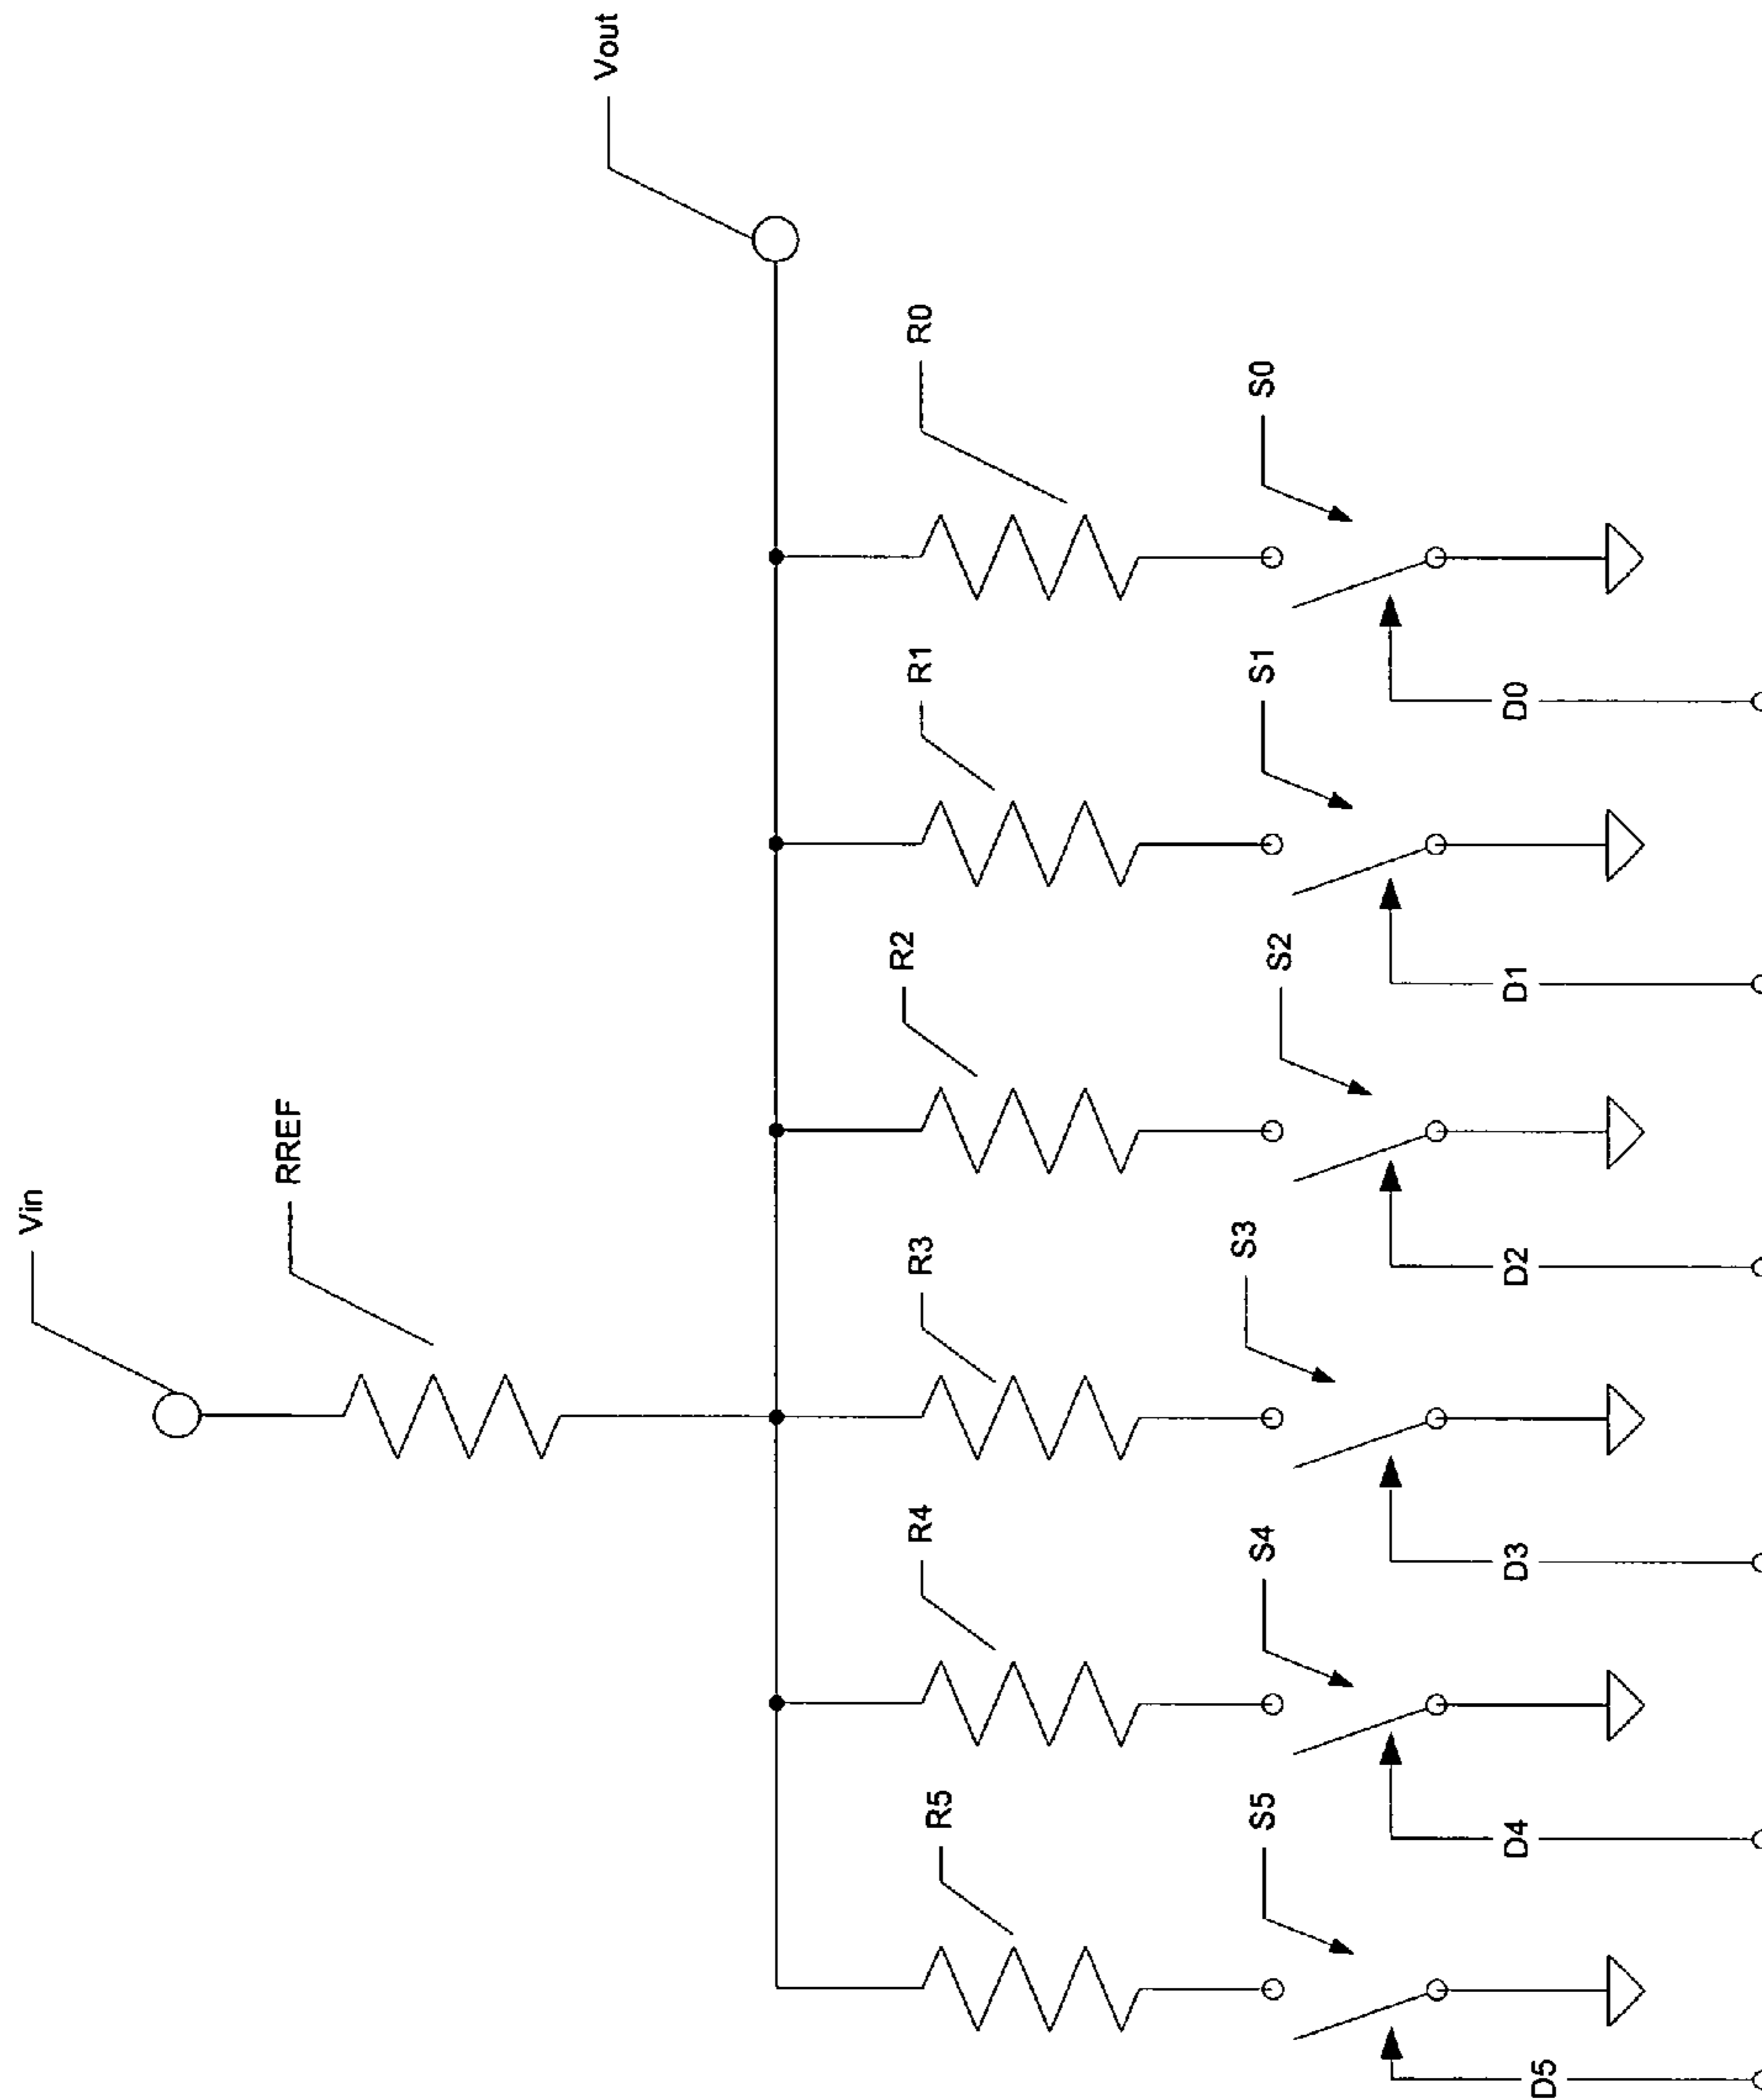 Vin
RREF
Vout
R5
R4
R3
R2
R1
R0
S5
S4
S3
S2
S1
S0
D5
D4
D3
D2
D1
D0